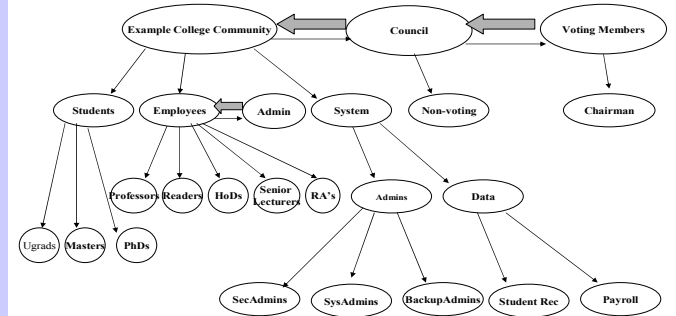 Example College Community
Council
Voting Members
Students
Employees
Admin
System
Non-voting
Chairman
Professors
Readers
HoDs
Senior
Lecturers
RA's
Admins
Data
Ugrads
Masters
PhDs
SecAdmins
SysAdmins
BackupAdmins
Student Rec
Payroll